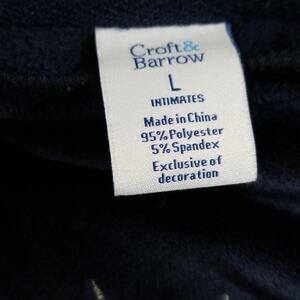 Croft&
Barrow
L
INTIMATES
Made in China
95% Polyester
5% Spandex
Exclusive of
decoration